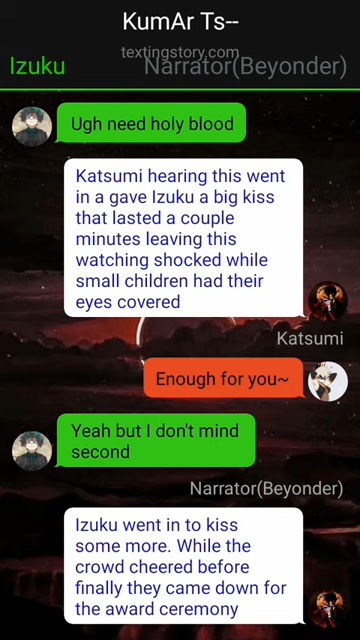 KumAr Ts--
textingstory.com
Izuku
Narrator(Beyonder)
Ugh need holy blood
Katsumi hearing this went
in a gave Izuku a big kiss
that lasted a couple
minutes leaving this
watching shocked while
small children had their
eyes covered
Katsumi
Enough for you~
Yeah but I don't mind
second
Narrator(Beyonder)
Izuku went in to kiss
some more. While the
crowd cheered before
finally they came down for
the award ceremony